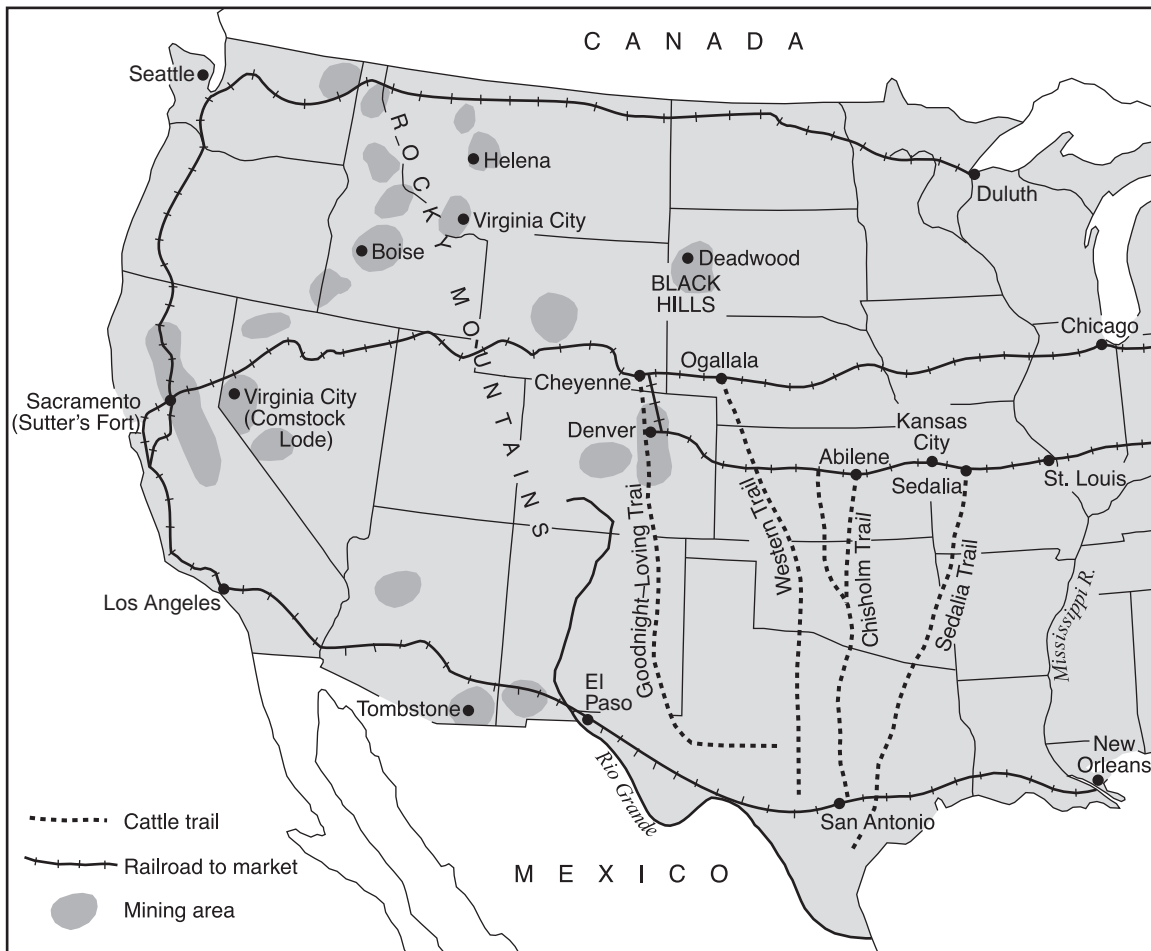 CANADA
Seattle
ROCKY MOUNTAINS
Helena
Duluth
Virginia City
Boise
Deadwood
BLACK
HILLS
Chicago
Ogallala
Cheyenne
Sacramento
(Sutter's Fort)
Virginia City
(Comstock
Lode)
Denver
Kansas
City
Abilene
Sedalia
St. Louis
Goodnight–Loving Trai
Western Trail
Chisholm Trail
Sedalia Trail
Mississippi R.
Los Angeles
El
Paso
Tombstone
Rio Grande
New
Orleans
San Antonio
MEXICO
Cattle trail
Railroad to market
Mining area